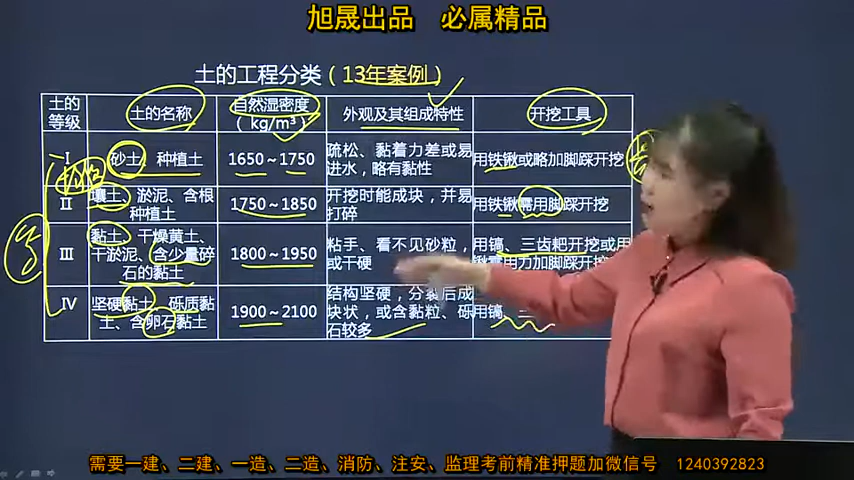 旭晟出品 必属精品
土的工程分类（13年案例）
土的等级 土的名称 自然湿密度（kg/m³） 外观及其组成特性 开挖工具
I 砂土、种植土 1650～1750 疏松、黏着力差或易进水，略有黏性 用铁锹或略加脚踩开挖
II 壤土、淤泥、含根种植土 1750～1850 开挖时能成块，并易打碎 用铁锹需用脚踩开挖
III 黏土、干燥黄土、干淤泥、含少量碎石的黏土 1800～1950 粘手、看不见砂粒，或干硬 用镐、三齿耙开挖或用锹需用力加脚踩开挖
IV 坚硬黏土、砾质黏土、含卵石黏土 1900～2100 结构坚硬，分裂后成块状，或含黏粒、砾石较多 用镐、三
需要一建、二建、一造、二造、消防、注安、监理考前精准押题加微信号 1240392823